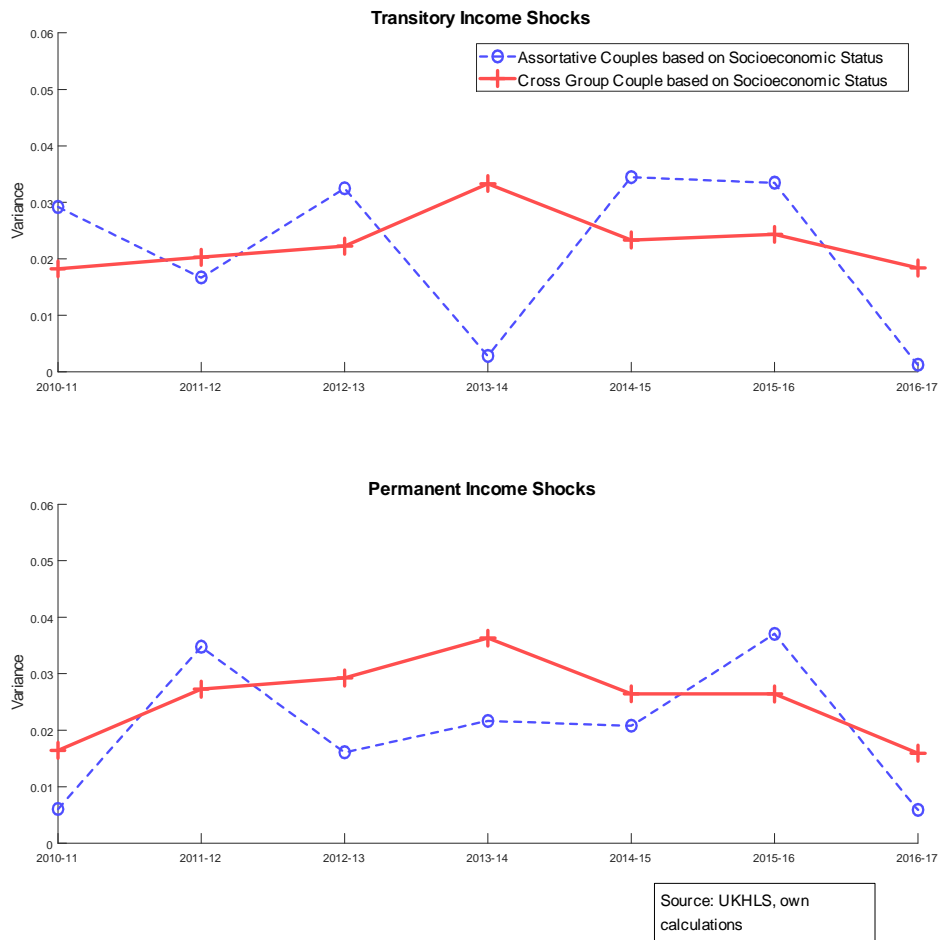 Transitory Income Shocks
0.06
Assortative Couples based on Socioeconomic Status
Cross Group Couple based on Socioeconomic Status
0.05
0.04
Variance
0.03
0.02
0.01
0
2010-11 2011-12 2012-13 2013-14 2014-15 2015-16 2016-17
Permanent Income Shocks
0.06
0.05
0.04
Variance
0.03
0.02
0.01
0
2010-11 2011-12 2012-13 2013-14 2014-15 2015-16 2016-17
Source: UKHLS, own
calculations